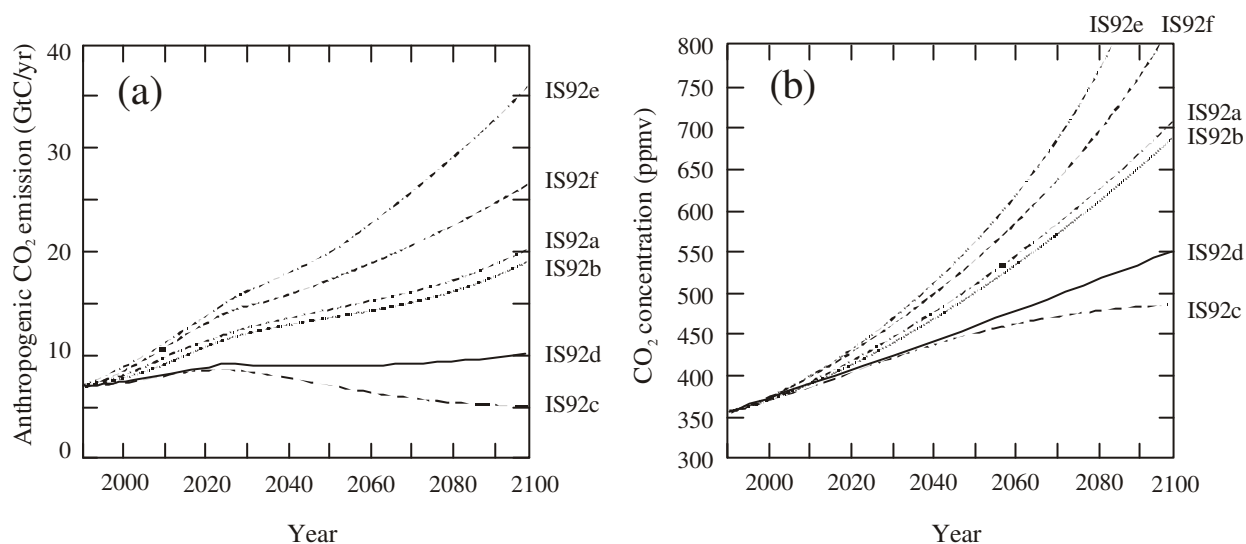 (a)
Anthropogenic CO₂ emission (GtC/yr)
40
30
20
10
0
2000 2020 2040 2060 2080 2100
Year
IS92e
IS92f
IS92a
IS92b
IS92d
IS92c
(b)
CO₂ concentration (ppmv)
800
750
700
650
600
550
500
450
400
350
300
2000 2020 2040 2060 2080 2100
Year
IS92e IS92f
IS92a
IS92b
IS92d
IS92c